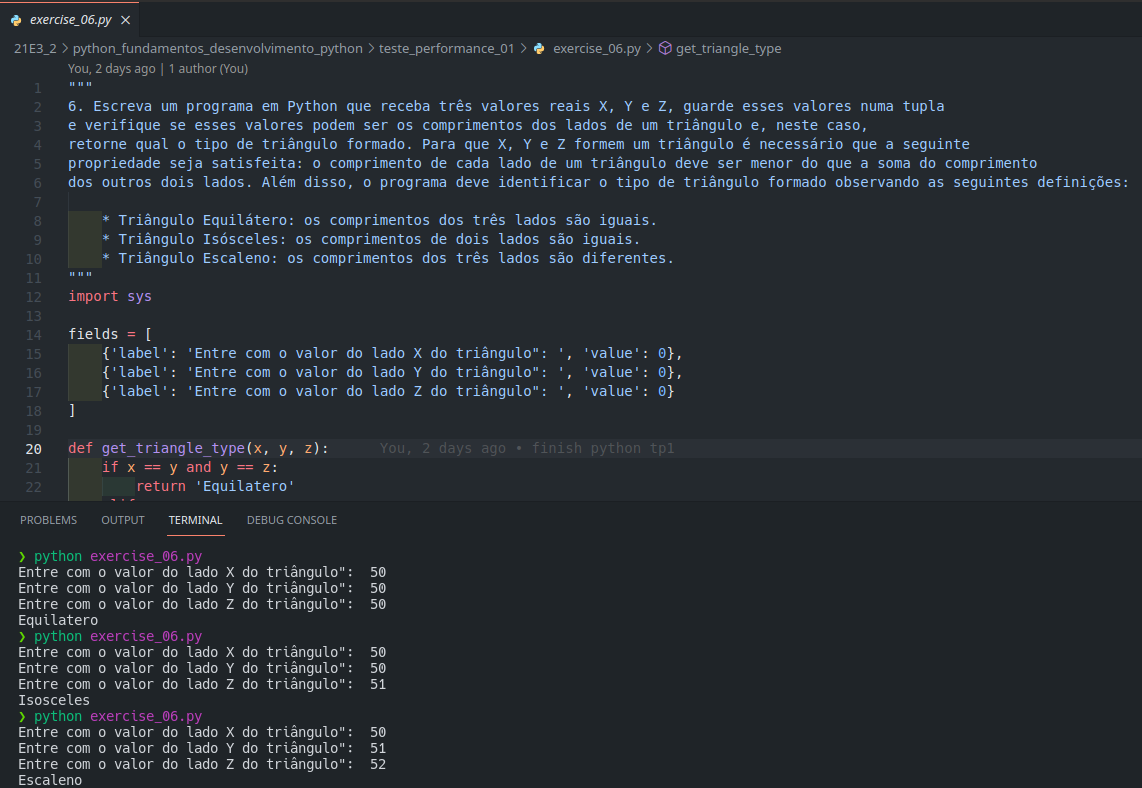 exercise_06.py ×
21E3_2 > python_fundamentos_desenvolvimento_python > teste_performance_01 > exercise_06.py > get_triangle_type
You, 2 days ago | 1 author (You)
1 """
2 6. Escreva um programa em Python que receba três valores reais X, Y e Z, guarde esses valores numa tupla
3 e verifique se esses valores podem ser os comprimentos dos lados de um triângulo e, neste caso,
4 retorne qual o tipo de triângulo formado. Para que X, Y e Z formem um triângulo é necessário que a seguinte
5 propriedade seja satisfeita: o comprimento de cada lado de um triângulo deve ser menor do que a soma do comprimento
6 dos outros dois lados. Além disso, o programa deve identificar o tipo de triângulo formado observando as seguintes definições:
7
8     * Triângulo Equilátero: os comprimentos dos três lados são iguais.
9     * Triângulo Isósceles: os comprimentos de dois lados são iguais.
10     * Triângulo Escaleno: os comprimentos dos três lados são diferentes.
11 """
12 import sys
13
14 fields = [
15     {'label': 'Entre com o valor do lado X do triângulo": ', 'value': 0},
16     {'label': 'Entre com o valor do lado Y do triângulo": ', 'value': 0},
17     {'label': 'Entre com o valor do lado Z do triângulo": ', 'value': 0}
18 ]
19
20 def get_triangle_type(x, y, z):      You, 2 days ago • finish python tp1
21     if x == y and y == z:
22         return 'Equilatero'
PROBLEMS OUTPUT TERMINAL DEBUG CONSOLE
❯ python exercise_06.py
Entre com o valor do lado X do triângulo":  50
Entre com o valor do lado Y do triângulo":  50
Entre com o valor do lado Z do triângulo":  50
Equilatero
❯ python exercise_06.py
Entre com o valor do lado X do triângulo":  50
Entre com o valor do lado Y do triângulo":  50
Entre com o valor do lado Z do triângulo":  51
Isosceles
❯ python exercise_06.py
Entre com o valor do lado X do triângulo":  50
Entre com o valor do lado Y do triângulo":  51
Entre com o valor do lado Z do triângulo":  52
Escaleno